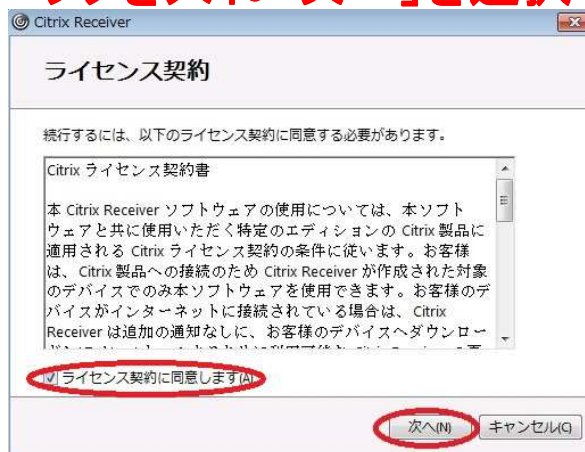 を選択
Citrix Receiver
ライセンス契約
続行するには、以下のライセンス契約に同意する必要があります。
Citrix ライセンス契約書
本 Citrix Receiver ソフトウェアの使用については、本ソフト
ウェアと共に使用いただく特定のエディションの Citrix 製品に
適用される Citrix ライセンス契約の条件に従います。お客様
は、Citrix 製品への接続のため Citrix Receiver が作成された対象
のデバイスでのみ本ソフトウェアを使用できます。お客様のデ
バイスがインターネットに接続されている場合は、Citrix
Receiver は追加の通知なしに、お客様のデバイスへダウンロー
ライセンス契約に同意します(A)
次へ(N) キャンセル(C)